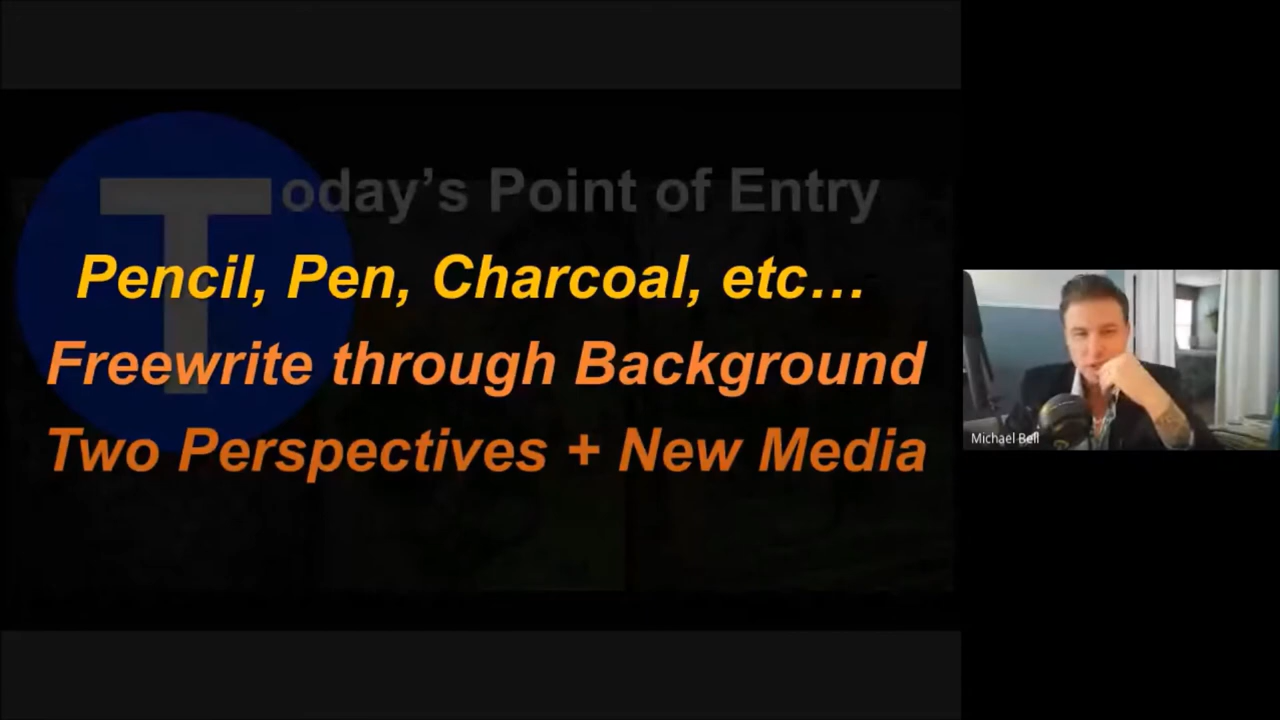 Today’s Point of Entry
Pencil, Pen, Charcoal, etc…
Freewrite through Background
Two Perspectives + New Media
Michael Bell